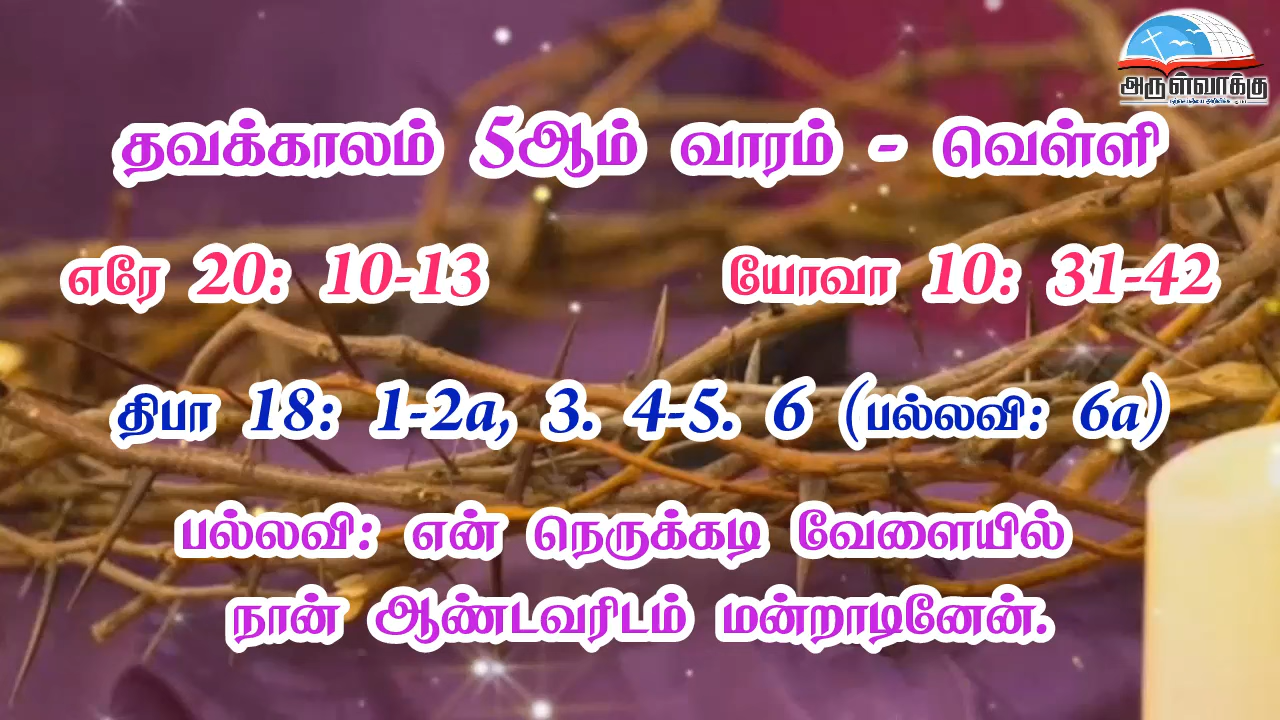 அருள்வாக்கு
தவக்காலம் 5ஆம் வாரம் - வெள்ளி
எரே 20: 10-13 யோவா 10: 31-42
திபா 18: 1-2a, 3. 4-5. 6 (பல்லவி: 6a)
பல்லவி: என் நெருக்கடி வேளையில்
நான் ஆண்டவரிடம் மன்றாடினேன்.